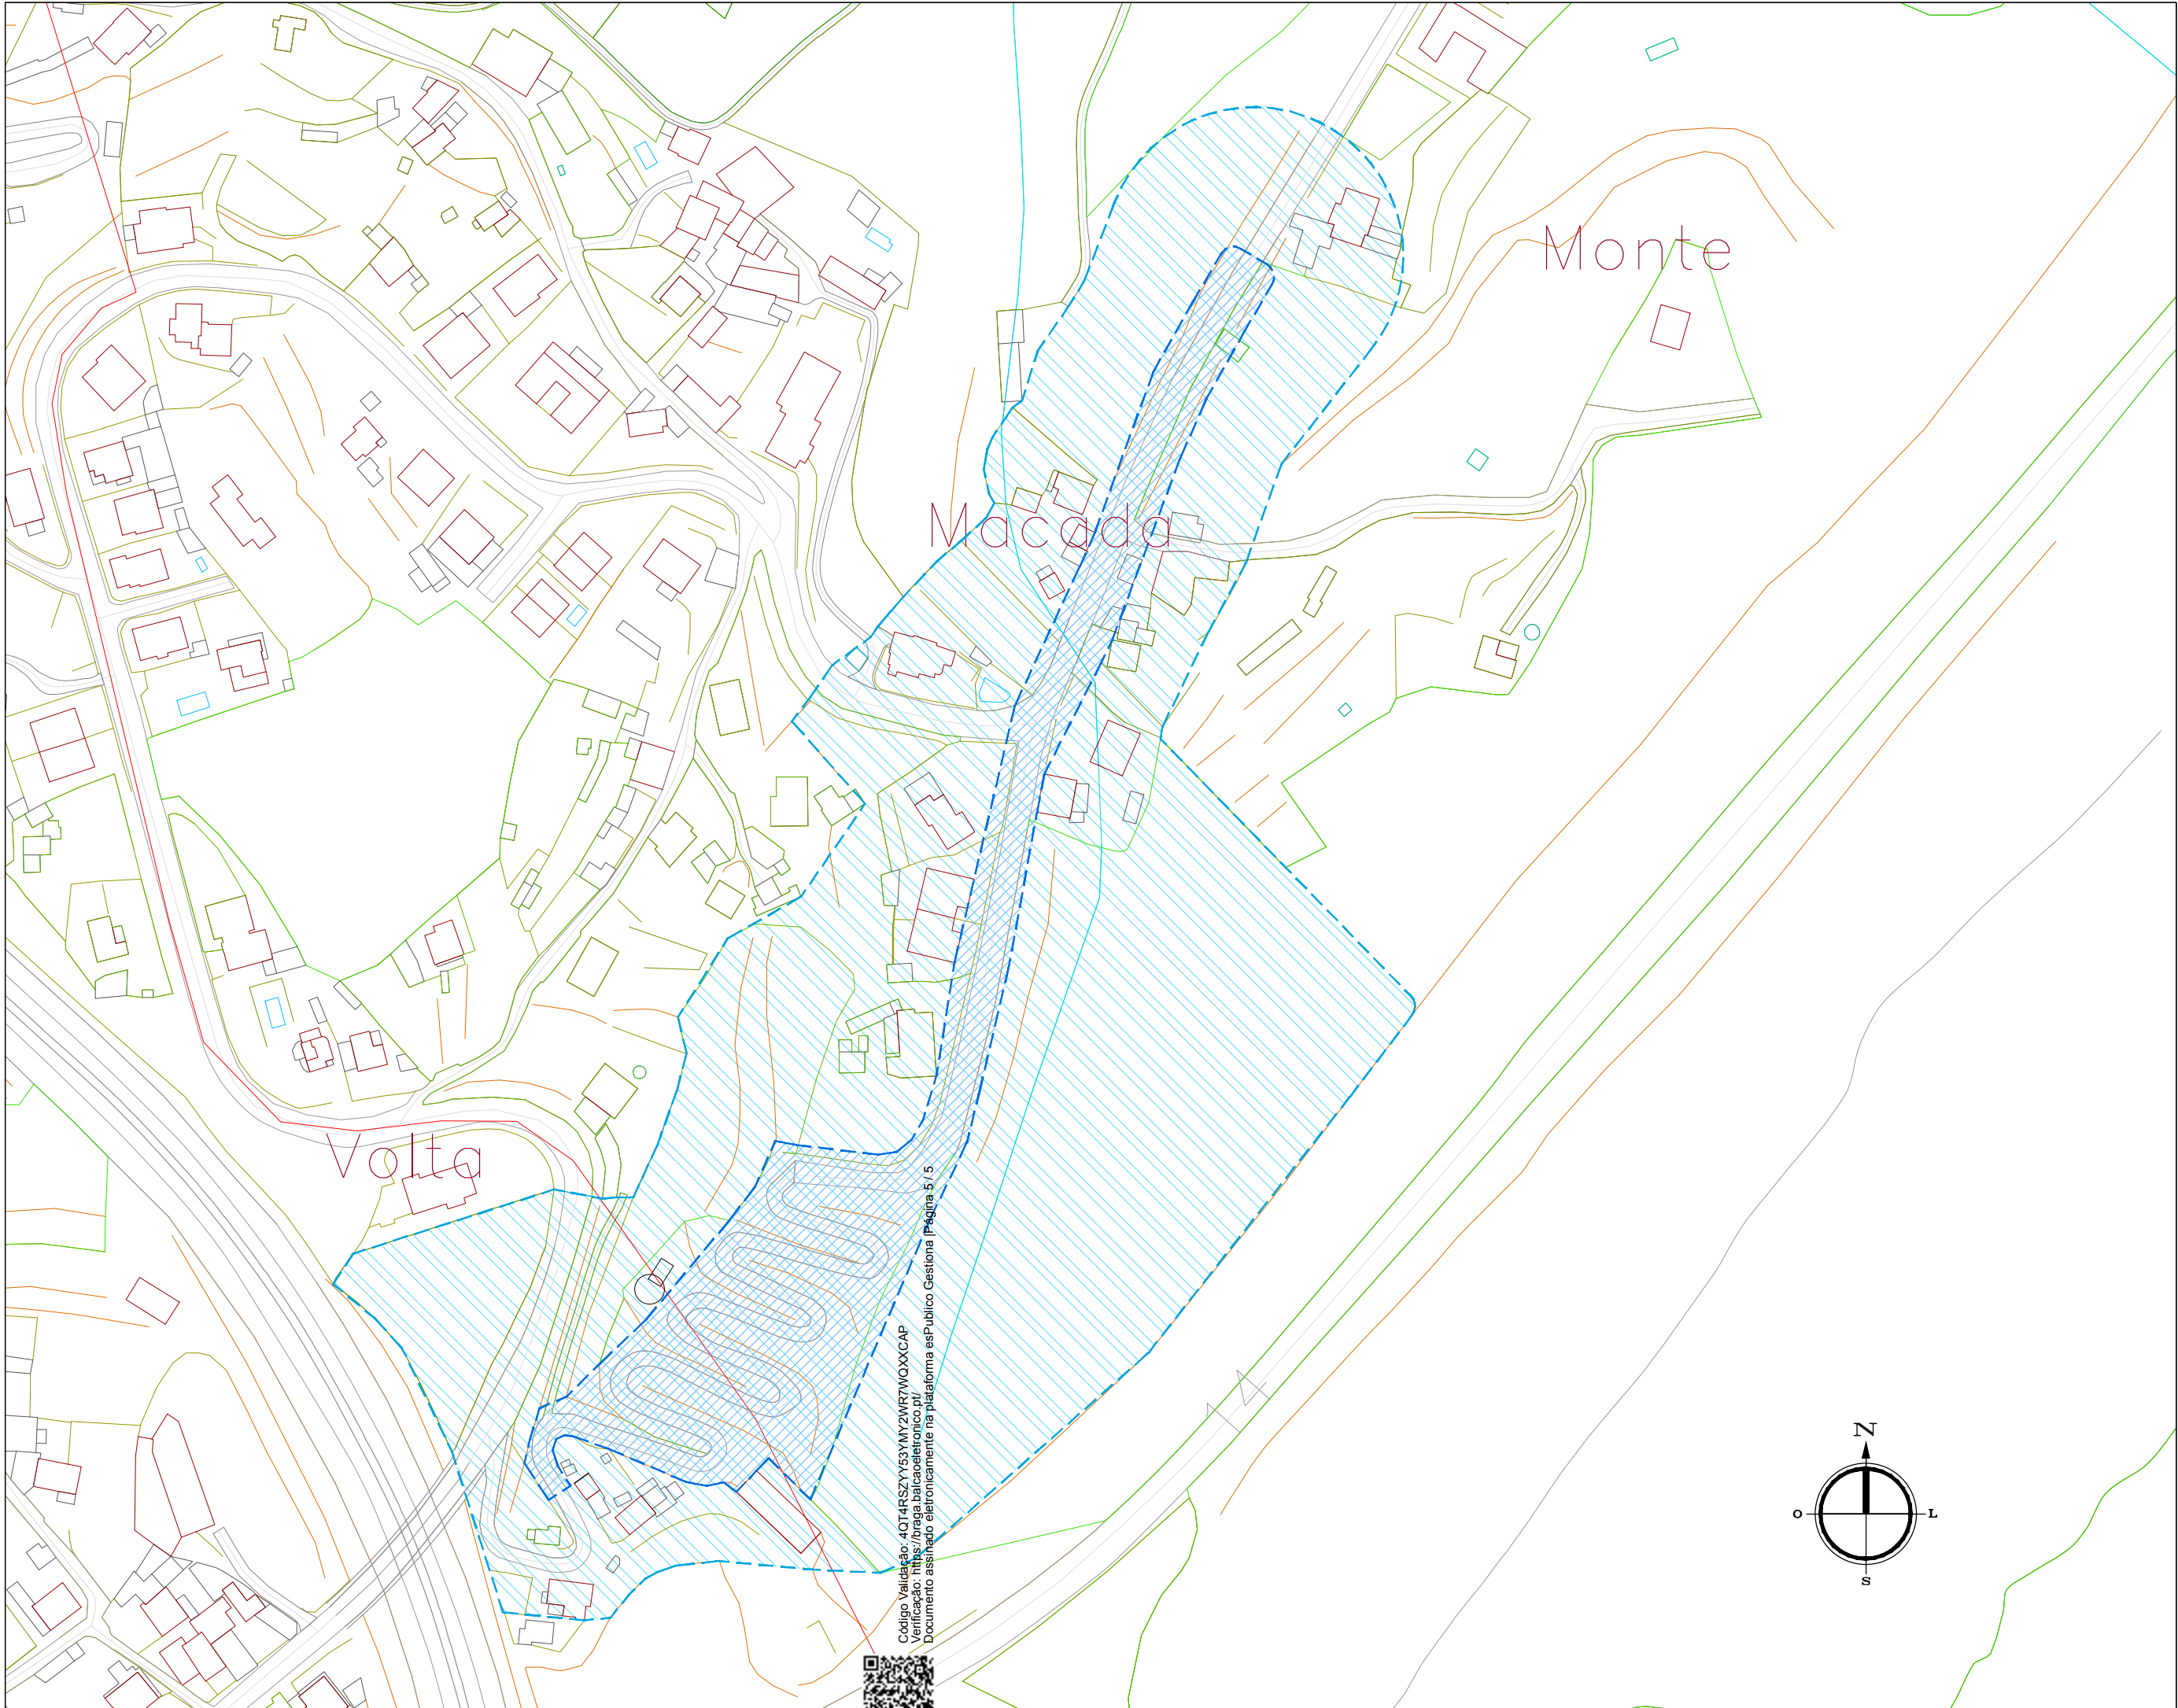 Monte
Macada
Volta
Código Validação: 4QT4RSZYY53YMY2WR7WQXXCAP
Verificação: https://braga.balcaoeletronico.pt/
Documento assinado eletronicamente na plataforma esPublico Gestiona | Página 5 / 5
N
O
L
S